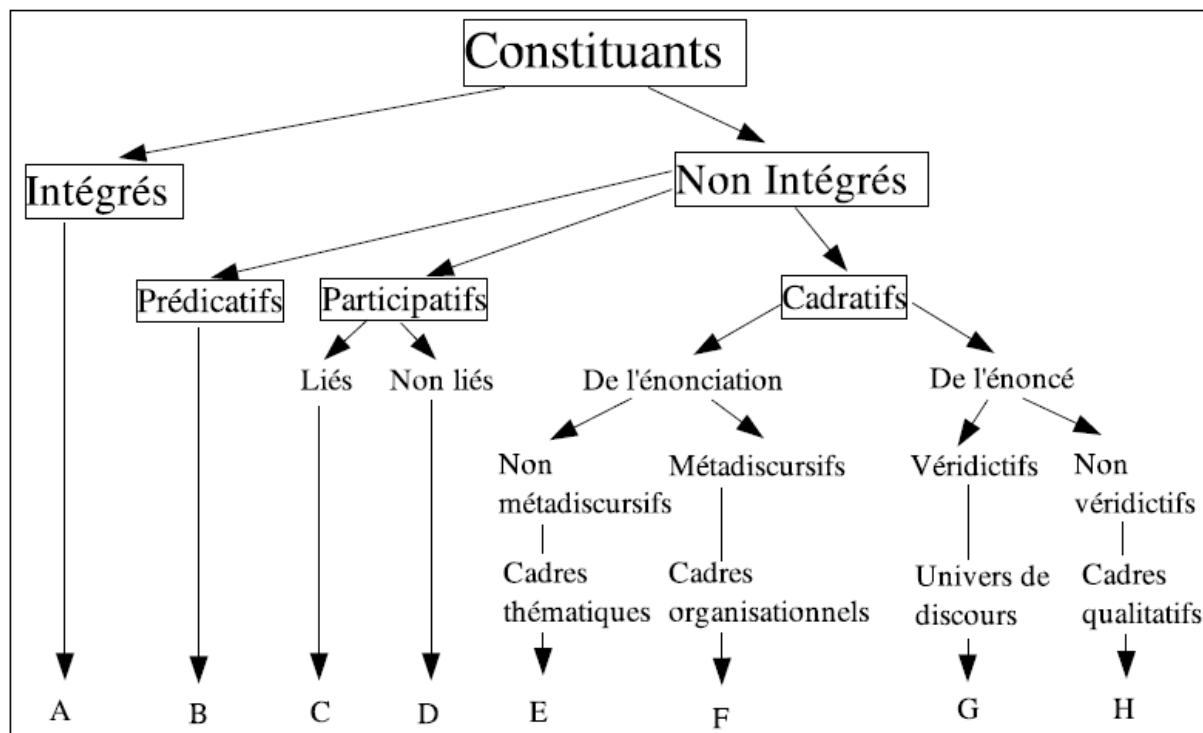 Constituants
Intégrés
Non Intégrés
Prédicatifs
Participatifs
Cadratifs
Liés
Non liés
De l'énonciation
De l'énoncé
Non
métadiscursifs
Métadiscursifs
Véridictifs
Non
véridictifs
Cadres
thématiques
Cadres
organisationnels
Univers de
discours
Cadres
qualitatifs
A
B
C
D
E
F
G
H